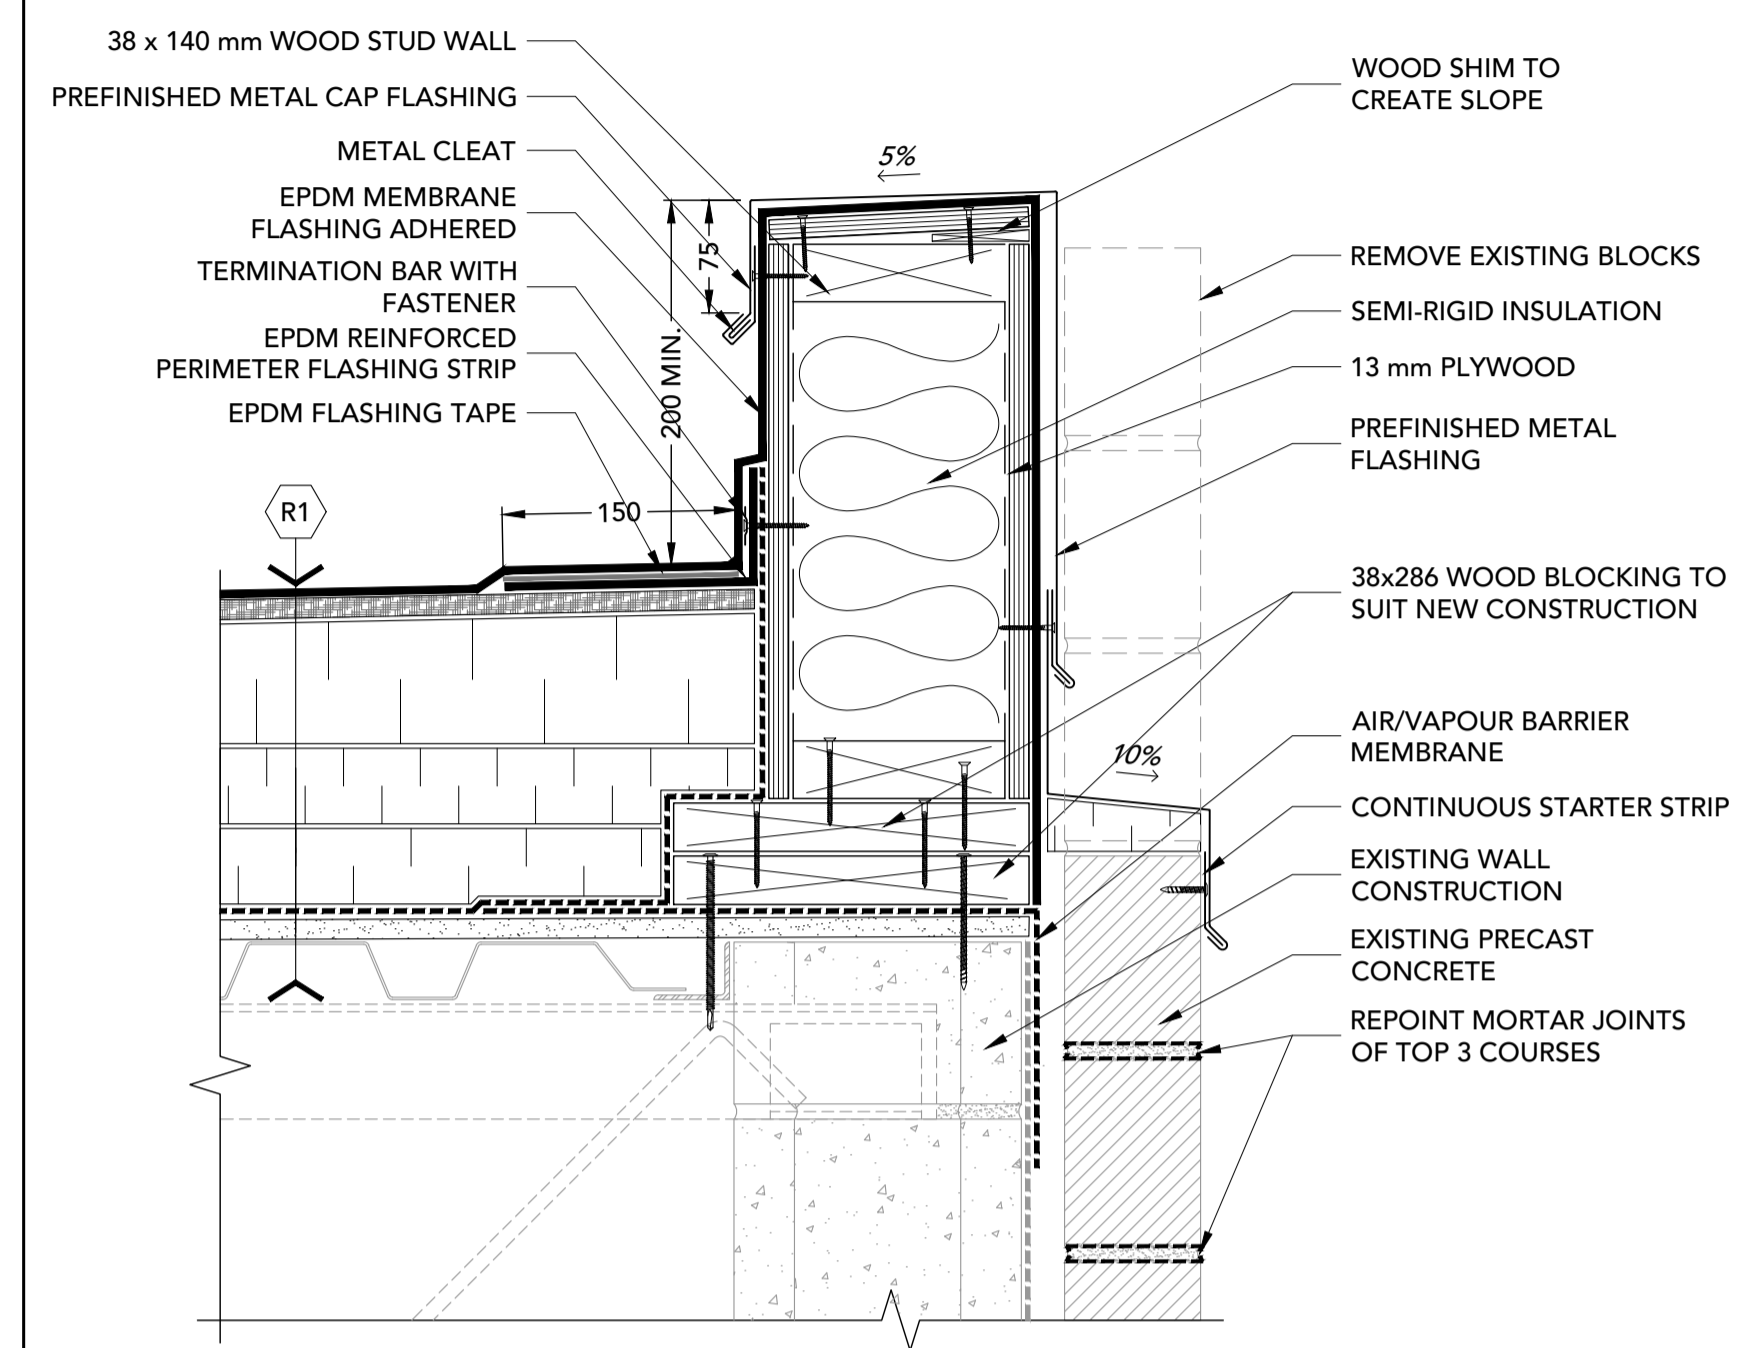 38 x 140 mm WOOD STUD WALL
PREFINISHED METAL CAP FLASHING
METAL CLEAT
EPDM MEMBRANE
FLASHING ADHERED
TERMINATION BAR WITH
FASTENER
EPDM REINFORCED
PERIMETER FLASHING STRIP
EPDM FLASHING TAPE
R1
5%
75
200 MIN.
150
10%
WOOD SHIM TO
CREATE SLOPE
REMOVE EXISTING BLOCKS
SEMI-RIGID INSULATION
13 mm PLYWOOD
PREFINISHED METAL
FLASHING
38x286 WOOD BLOCKING TO
SUIT NEW CONSTRUCTION
AIR/VAPOUR BARRIER
MEMBRANE
CONTINUOUS STARTER STRIP
EXISTING WALL
CONSTRUCTION
EXISTING PRECAST
CONCRETE
REPOINT MORTAR JOINTS
OF TOP 3 COURSES